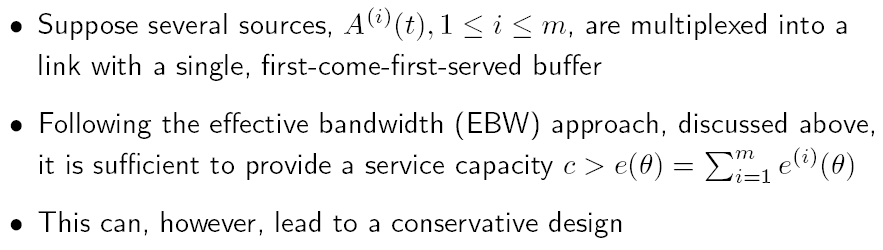 • Suppose several sources, $A^{(i)}(t), 1 \leq i \leq m$, are multiplexed into a
link with a single, first-come-first-served buffer
• Following the effective bandwidth (EBW) approach, discussed above,
it is sufficient to provide a service capacity $c > e(\theta) = \sum_{i=1}^{m} e^{(i)}(\theta)$
• This can, however, lead to a conservative design